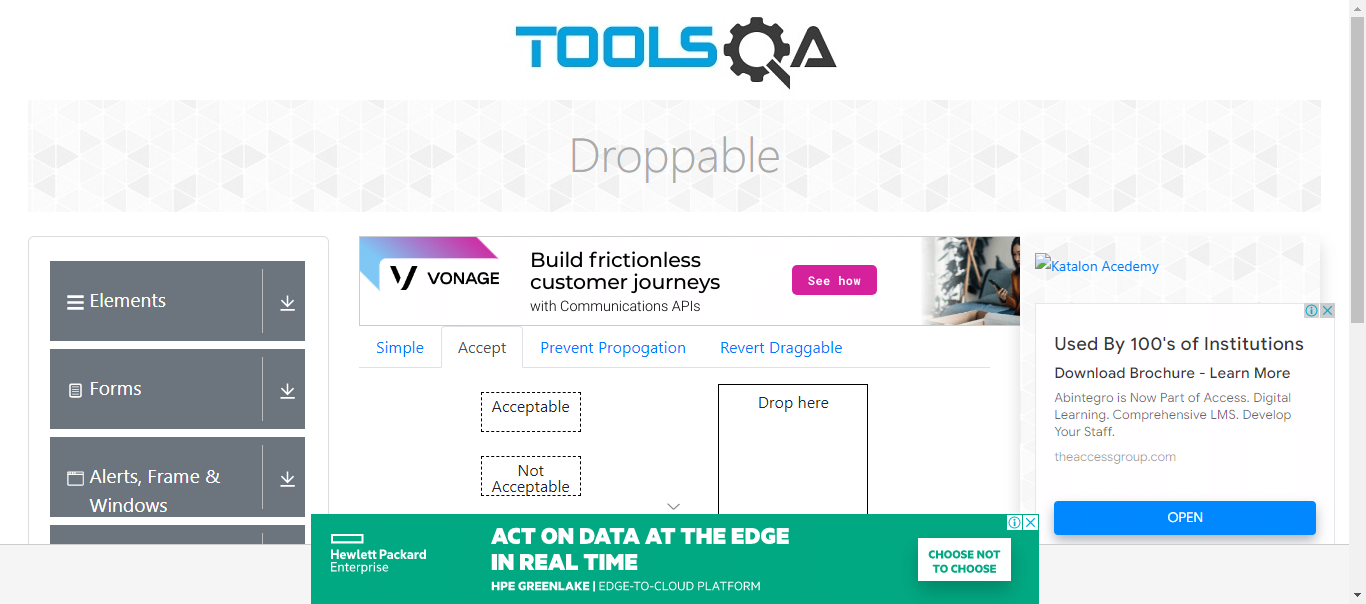 TOOLSQA
Droppable
Elements
Forms
Alerts, Frame &
Windows
VONAGE
Build frictionless
customer journeys
with Communications APIs
See how
Simple
Accept
Prevent Propogation
Revert Draggable
Acceptable
Not
Acceptable
Drop here
Katalon Acedemy
Used By 100's of Institutions
Download Brochure - Learn More
Abintegro is Now Part of Access. Digital
Learning. Comprehensive LMS. Develop
Your Staff.
theaccessgroup.com
OPEN
Hewlett Packard
Enterprise
ACT ON DATA AT THE EDGE
IN REAL TIME
HPE GREENLAKE | EDGE-TO-CLOUD PLATFORM
CHOOSE NOT
TO CHOOSE